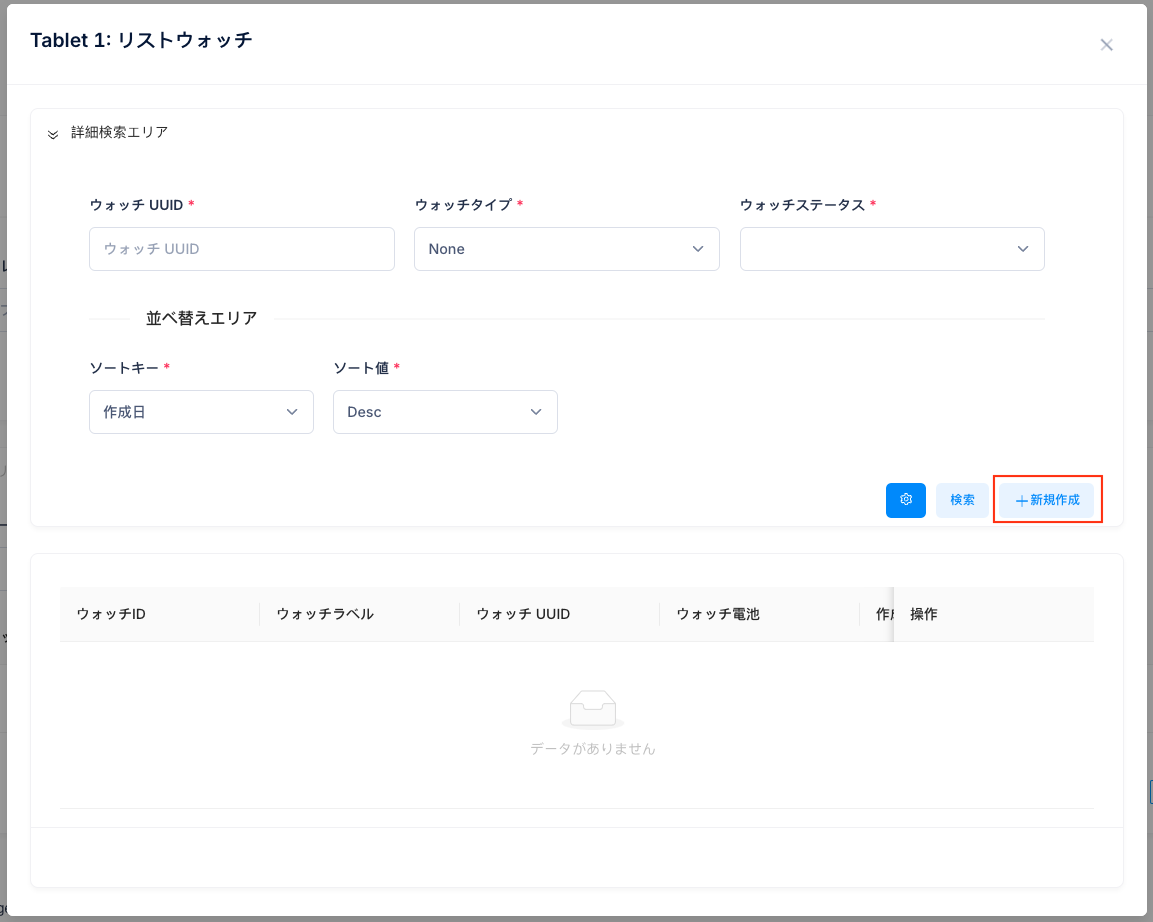 Tablet 1: リストウォッチ
詳細検索エリア
ウォッチ UUID *
ウォッチタイプ *
ウォッチステータス *
ウォッチ UUID
None
並べ替えエリア
ソートキー *
ソート値 *
作成日
Desc
検索
＋新規作成
ウォッチID
ウォッチラベル
ウォッチ UUID
ウォッチ電池
操作
データがありません